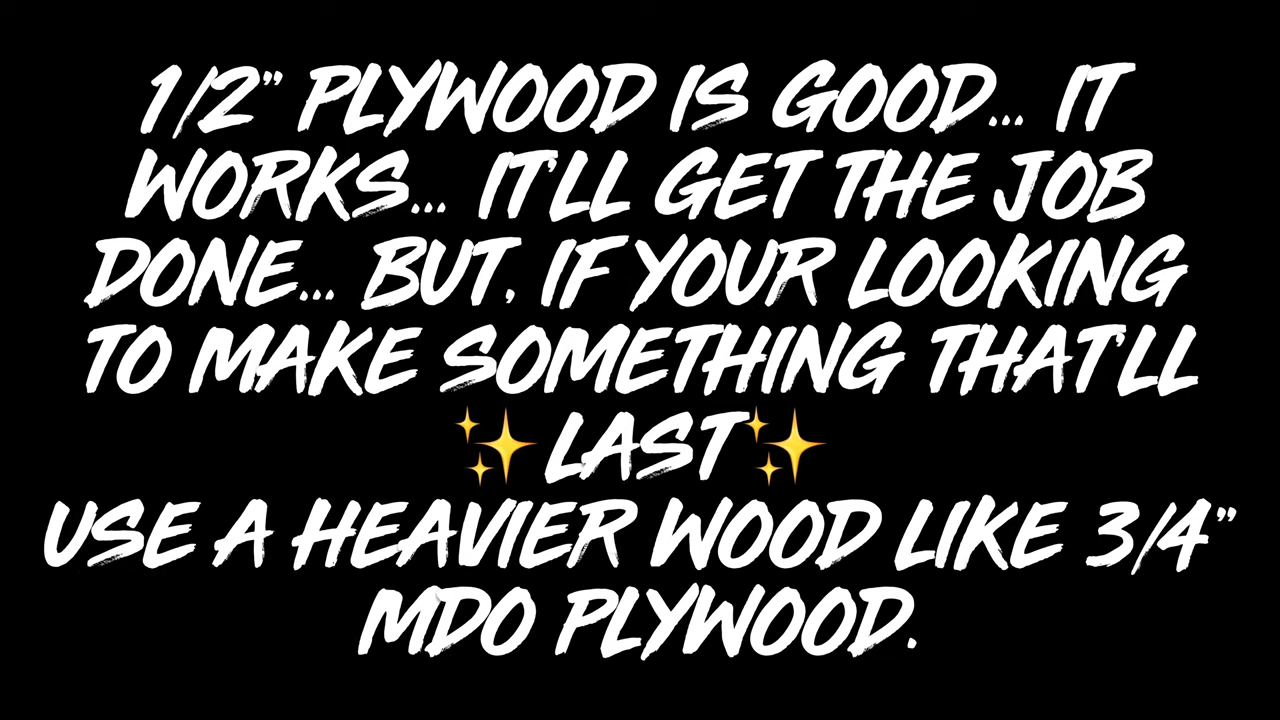 1/2" PLYWOOD IS GOOD... IT
WORKS... IT'LL GET THE JOB
DONE... BUT, IF YOUR LOOKING
TO MAKE SOMETHING THAT'LL
✨LAST✨
USE A HEAVIER WOOD LIKE 3/4"
MDO PLYWOOD.